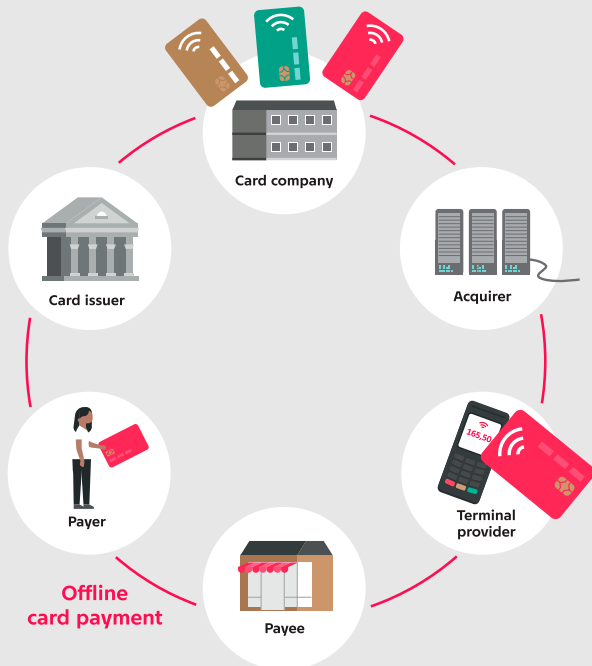 Card company
Card issuer
Acquirer
165,50
Terminal
provider
Payer
Offline
card payment
Payee